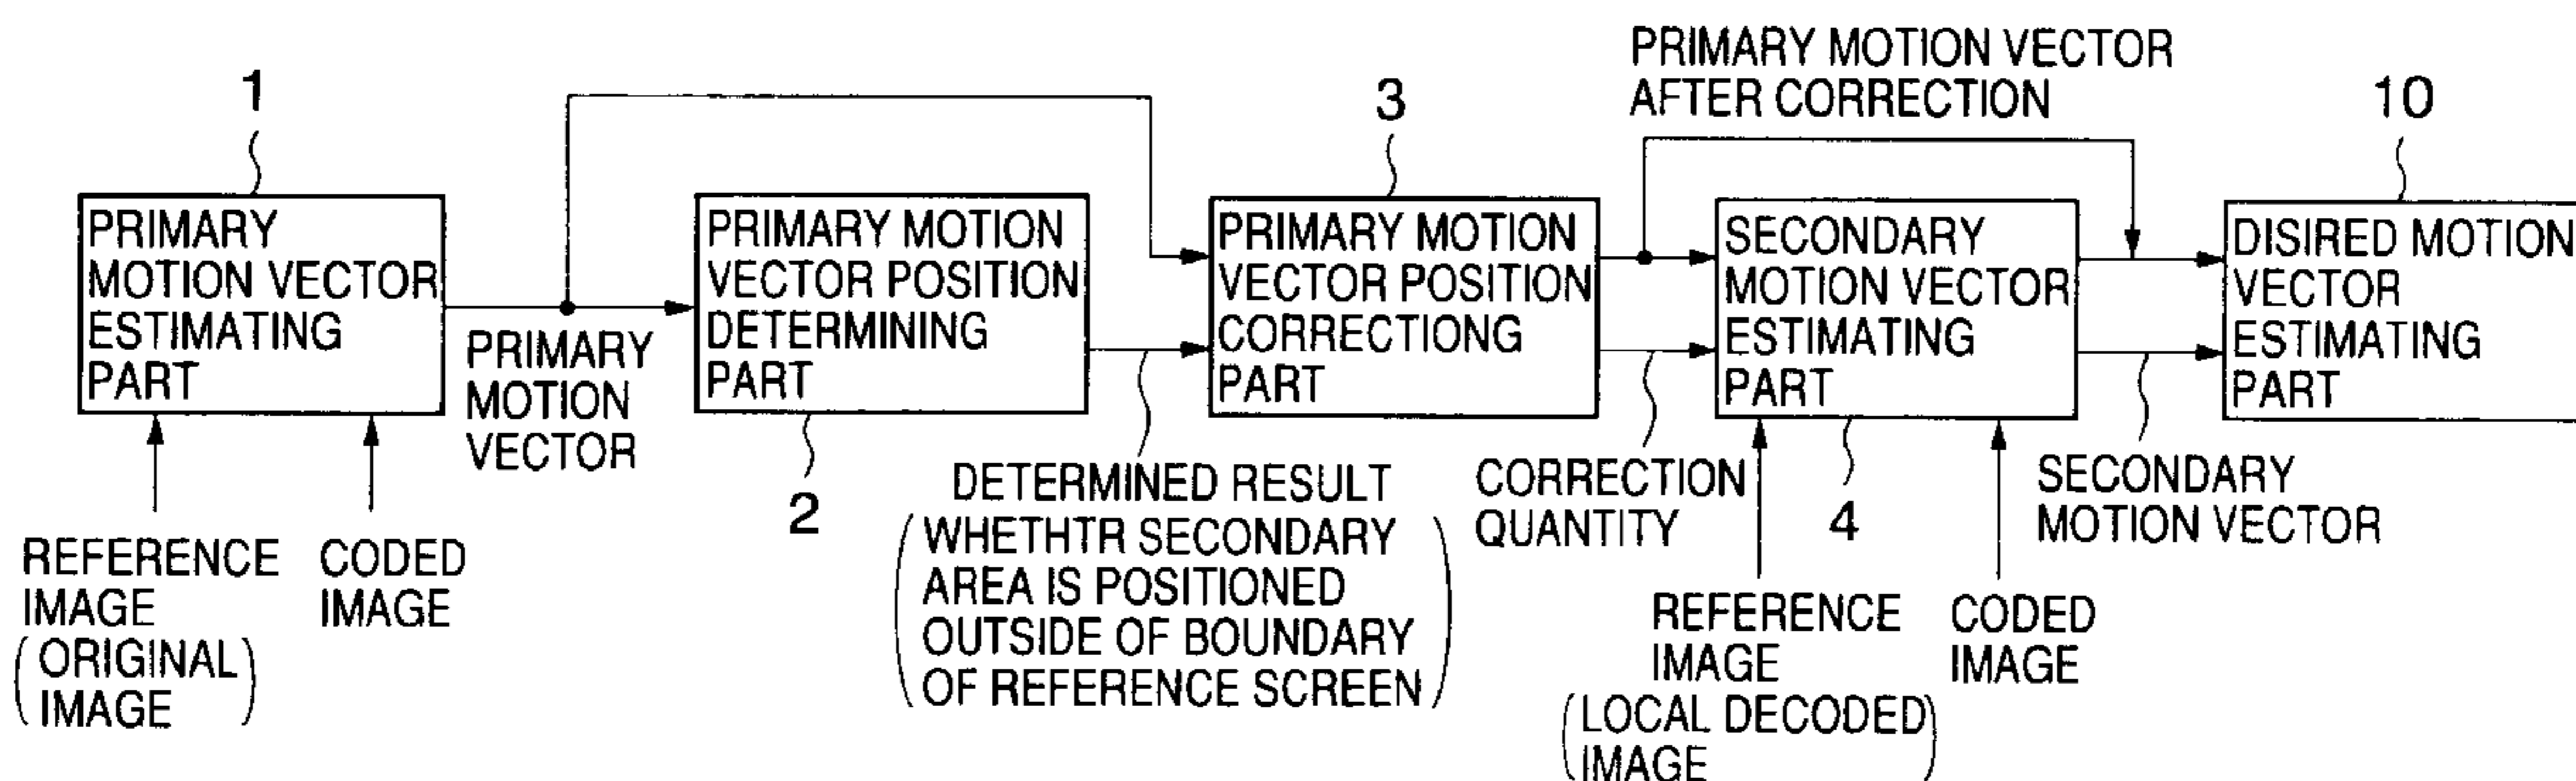 1
PRIMARY
MOTION VECTOR
ESTIMATING
PART
REFERENCE
IMAGE
(ORIGINAL
IMAGE)
CODED
IMAGE
PRIMARY
MOTION
VECTOR
PRIMARY MOTION
VECTOR POSITION
DETERMINING
PART
2
DETERMINED RESULT
(WHETHTR SECONDARY
AREA IS POSITIONED
OUTSIDE OF BOUNDARY
OF REFERENCE SCREEN)
3
PRIMARY MOTION
VECTOR POSITION
CORRECTIONG
PART
CORRECTION
QUANTITY
PRIMARY MOTION VECTOR
AFTER CORRECTION
SECONDARY
MOTION VECTOR
ESTIMATING
PART
4
REFERENCE
IMAGE
(LOCAL DECODED
IMAGE)
CODED
IMAGE
SECONDARY
MOTION VECTOR
10
DISIRED MOTION
VECTOR
ESTIMATING
PART